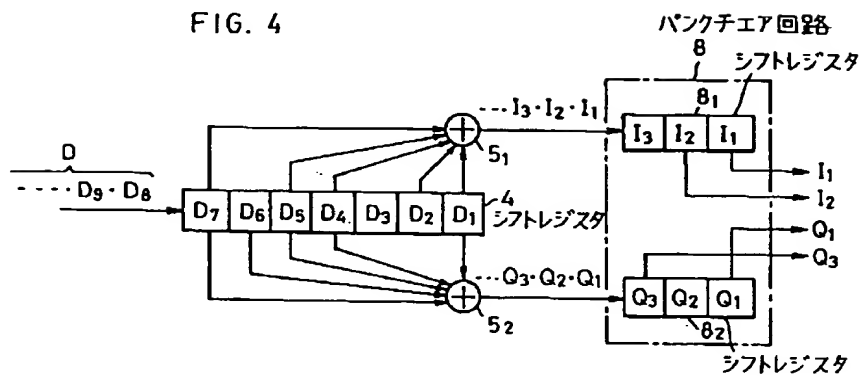 FIG. 4
パンクチェア回路
8
シフトレジスタ
8₁
---I₃·I₂·I₁
5₁
I₃ I₂ I₁
I₁
I₂
D
----D₉·D₈
D₇ D₆ D₅ D₄ D₃ D₂ D₁
4
シフトレジスタ
Q₁
Q₃
---Q₃·Q₂·Q₁
5₂
Q₃ Q₂ Q₁
8₂
シフトレジスタ